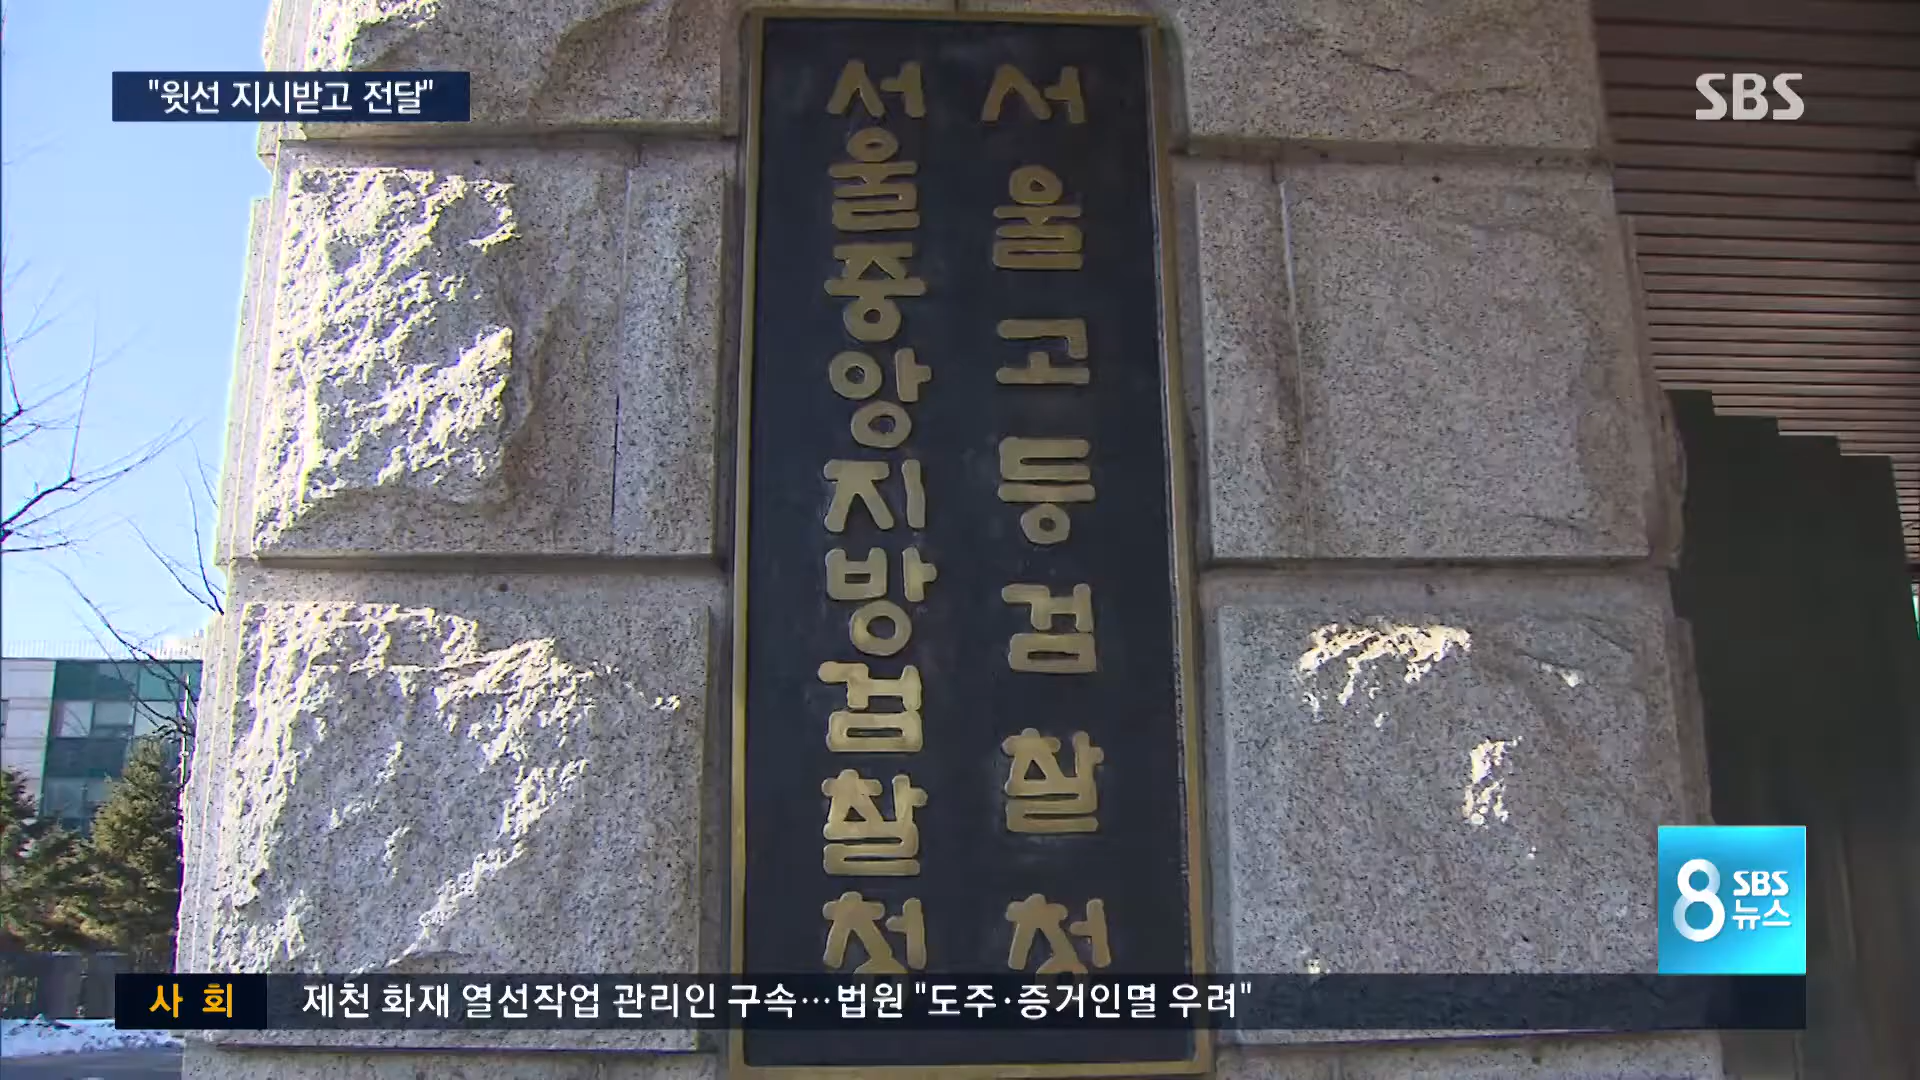 "윗선 지시받고 전달"
SBS
서울고등검찰청
서울중앙지방검찰청
8 SBS 뉴스
사회
제천 화재 열선작업 관리인 구속…법원 "도주·증거인멸 우려"